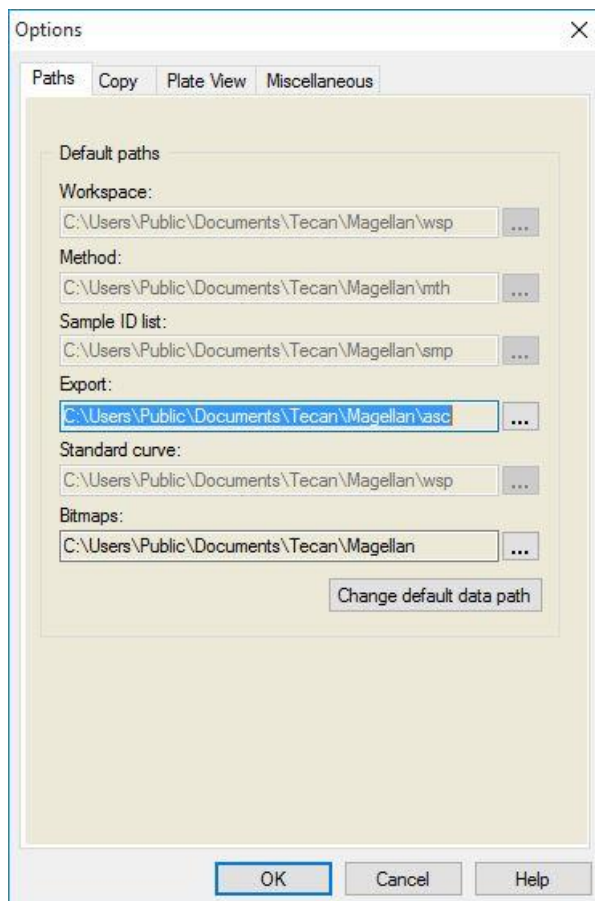 Options
Paths Copy Plate View Miscellaneous
Default paths
Workspace:
C:\Users\Public\Documents\Tecan\Magellan\wsp ...
Method:
C:\Users\Public\Documents\Tecan\Magellan\mth ...
Sample ID list:
C:\Users\Public\Documents\Tecan\Magellan\smp ...
Export:
C:\Users\Public\Documents\Tecan\Magellan\asc ...
Standard curve:
C:\Users\Public\Documents\Tecan\Magellan\wsp ...
Bitmaps:
C:\Users\Public\Documents\Tecan\Magellan ...
Change default data path
OK Cancel Help